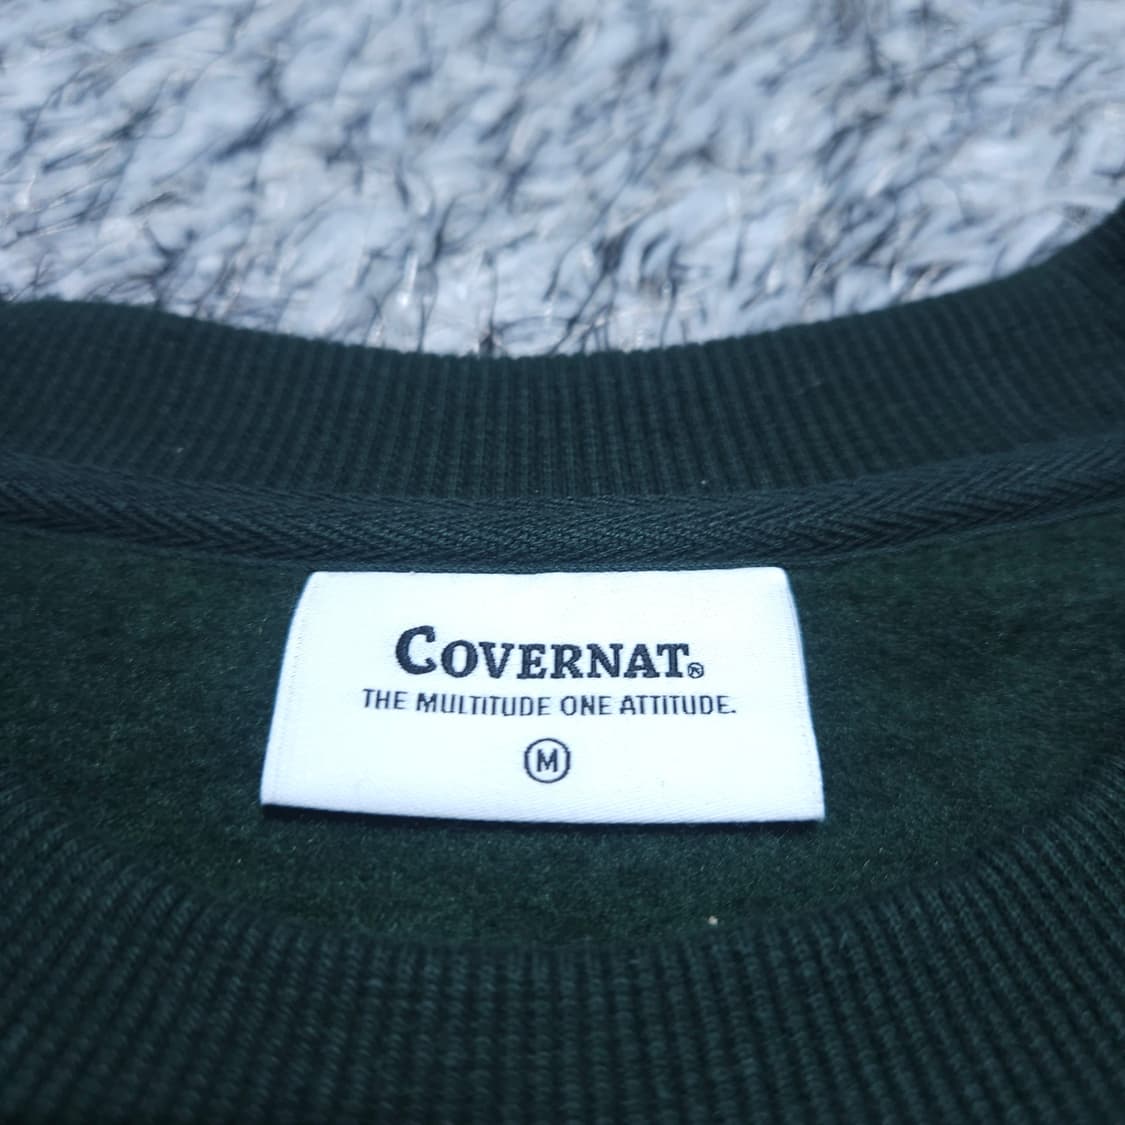 COVERNAT®
THE MULTITUDE ONE ATTITUDE.
M